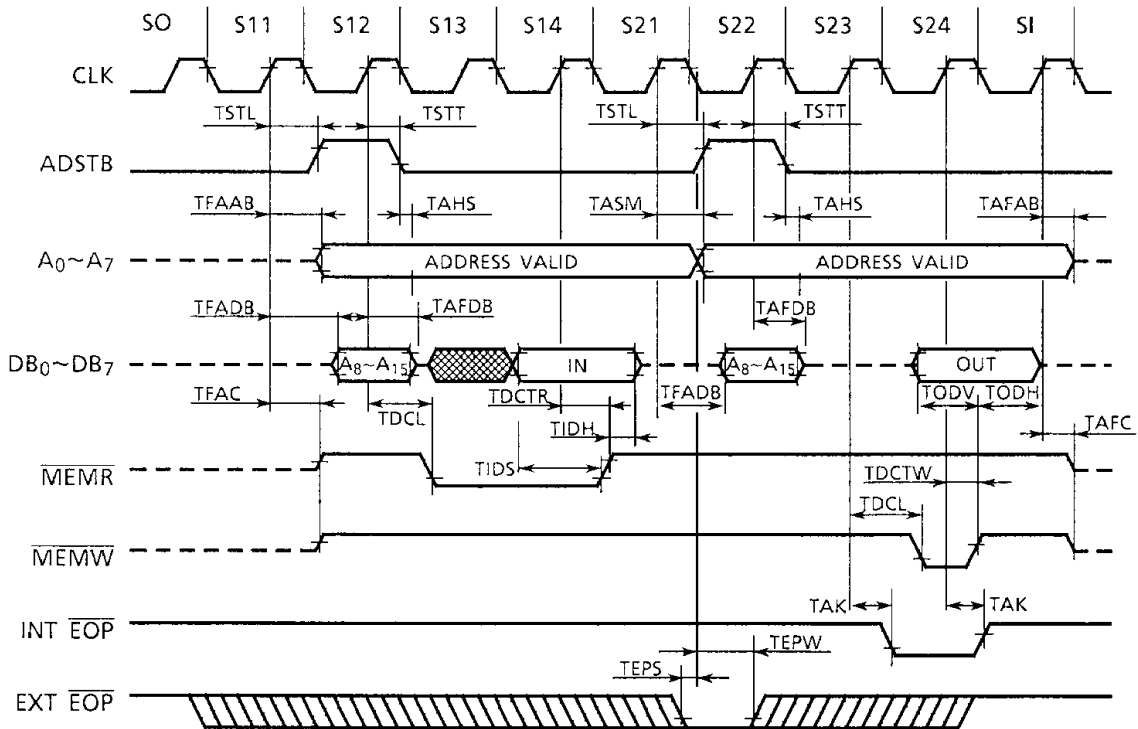 SO S11 S12 S13 S14 S21 S22 S23 S24 SI
CLK
TSTL TSTT TSTL TSTT
ADSTB
TFAAB TAHS TASM TAHS TAFAB
A0~A7 ADDRESS VALID ADDRESS VALID
TFADB TAFDB TAFDB
DB0~DB7 A8~A15 IN A8~A15 OUT
TFAC TDCL TDCTR TFADB TODV TODH
TIDH TAFC
MEMR TIDS TDCTW
TDCL
MEMW
TAK TAK
INT EOP
TEPW
TEPS
EXT EOP